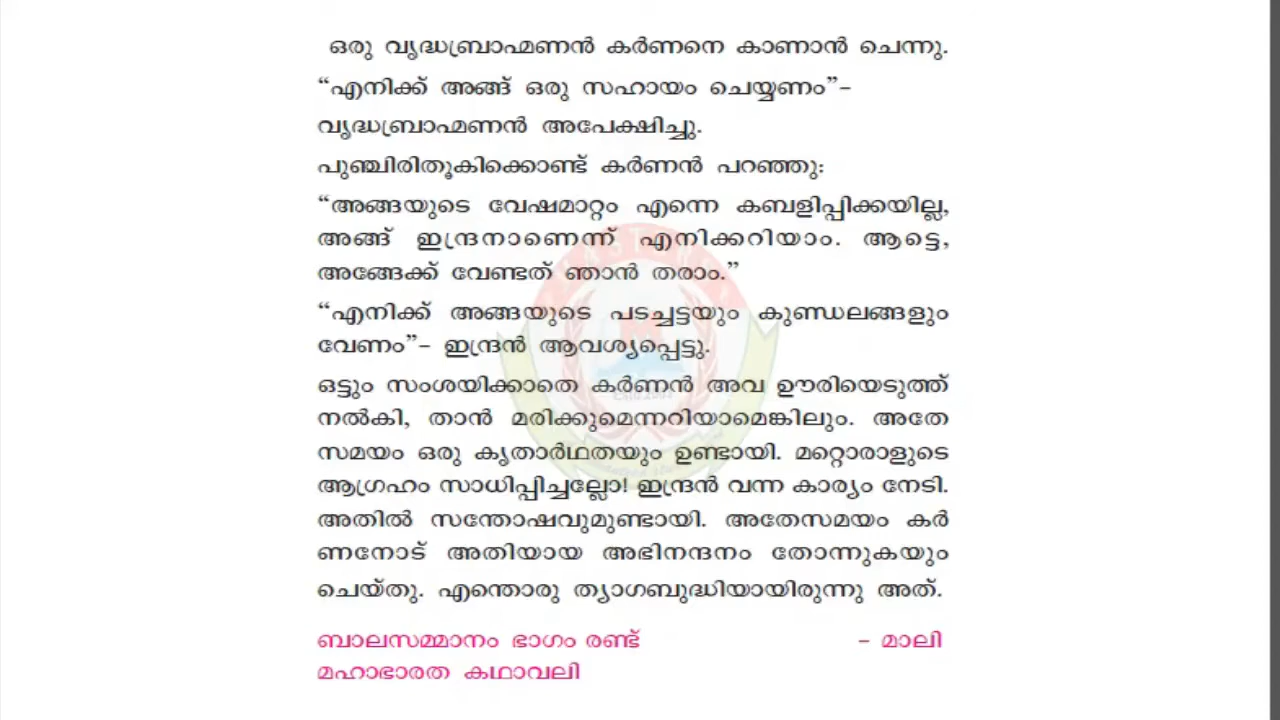 ഒരു വൃദ്ധബ്രാഹ്മണൻ കർണനെ കാണാൻ ചെന്നു.
“എനിക്ക് അങ്ങ് ഒരു സഹായം ചെയ്യണം”–
വൃദ്ധബ്രാഹ്മണൻ അപേക്ഷിച്ചു.
പുഞ്ചിരിതൂകിക്കൊണ്ട് കർണൻ പറഞ്ഞു:
“അങ്ങയുടെ വേഷമാറ്റം എന്നെ കബളിപ്പിക്കയില്ല,
അങ്ങ് ഇന്ദ്രനാണെന്ന് എനിക്കറിയാം. ആട്ടെ,
അങ്ങേക്ക് വേണ്ടത് ഞാൻ തരാം.”
“എനിക്ക് അങ്ങയുടെ പടച്ചട്ടയും കുണ്ഡലങ്ങളും
വേണം”– ഇന്ദ്രൻ ആവശ്യപ്പെട്ടു.
ഒട്ടും സംശയിക്കാതെ കർണൻ അവ ഊരിയെടുത്ത്
നൽകി, താൻ മരിക്കുമെന്നറിയാമെങ്കിലും. അതേ
സമയം ഒരു കൃതാർഥതയും ഉണ്ടായി. മറ്റൊരാളുടെ
ആഗ്രഹം സാധിപ്പിച്ചല്ലോ! ഇന്ദ്രൻ വന്ന കാര്യം നേടി.
അതിൽ സന്തോഷവുമുണ്ടായി. അതേസമയം കർ
ണനോട് അതിയായ അഭിനന്ദനം തോന്നുകയും
ചെയ്തു. എന്തൊരു ത്യാഗബുദ്ധിയായിരുന്നു അത്.
ബാലസമ്മാനം ഭാഗം രണ്ട് – മാലി
മഹാഭാരത കഥാവലി